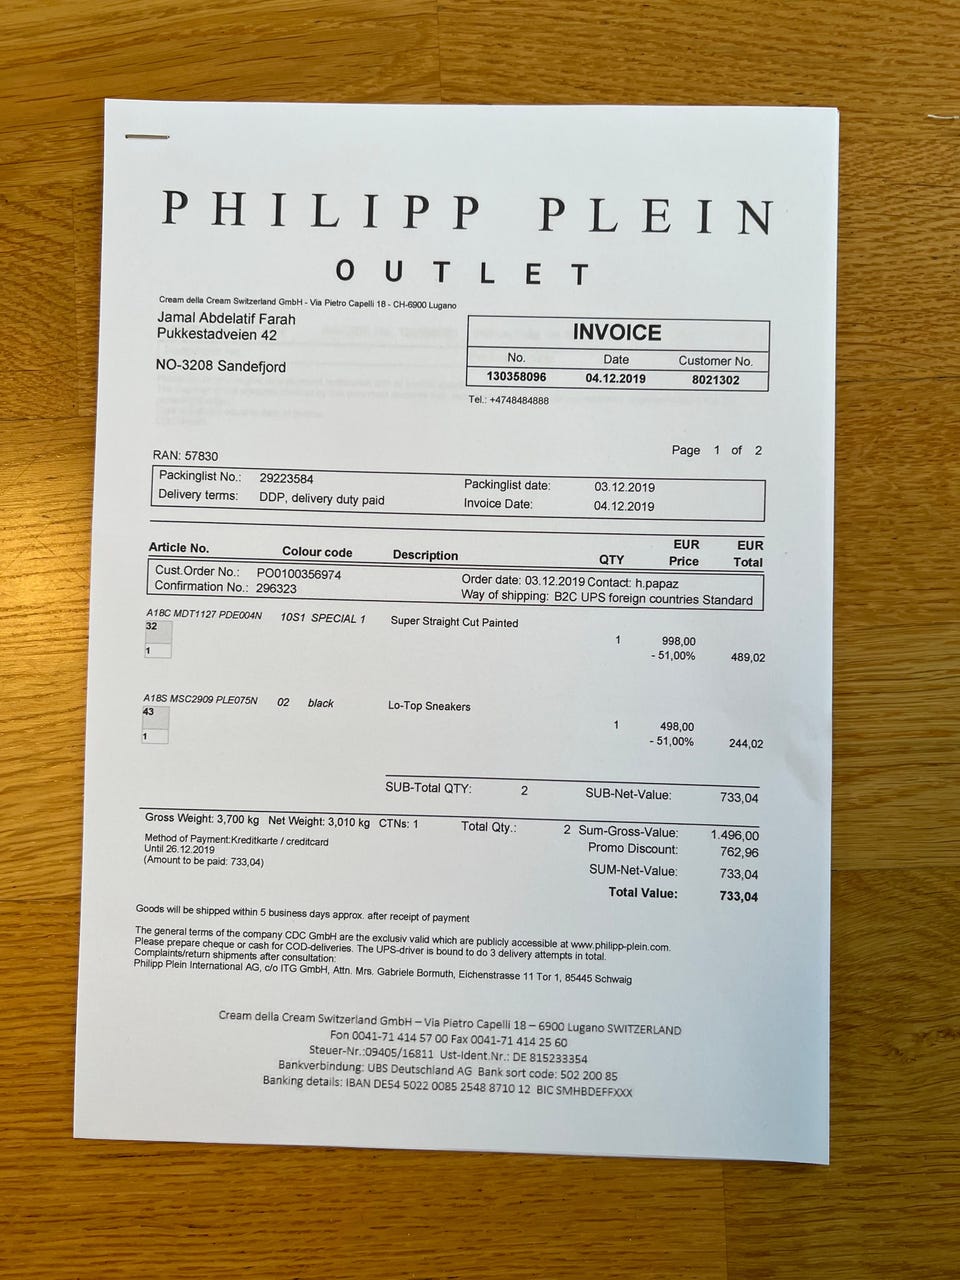 PHILIPP PLEIN
OUTLET
Cream della Cream Switzerland GmbH - Via Pietro Capelli 18 - CH-6900 Lugano
Jamal Abdelatif Farah
Pukkestadveien 42
NO-3208 Sandefjord
INVOICE
No. Date Customer No.
130358096 04.12.2019 8021302
Tel.: +4748484888
Page 1 of 2
RAN: 57830
Packinglist No.: 29223584 Packinglist date: 03.12.2019
Delivery terms: DDP, delivery duty paid Invoice Date: 04.12.2019
Article No. Colour code Description QTY EUR Price EUR Total
Cust.Order No.: PO0100356974 Order date: 03.12.2019 Contact: h.papaz
Confirmation No.: 296323 Way of shipping: B2C UPS foreign countries Standard
A18C MDT1127 PDE004N 10S1 SPECIAL 1 Super Straight Cut Painted
32 1 998,00
1 - 51,00% 489,02
A18S MSC2909 PLE075N 02 black Lo-Top Sneakers
43 1 498,00
1 - 51,00% 244,02
SUB-Total QTY: 2 SUB-Net-Value: 733,04
Gross Weight: 3,700 kg Net Weight: 3,010 kg CTNs: 1 Total Qty.: 2 Sum-Gross-Value: 1.496,00
Method of Payment:Kreditkarte / creditcard Promo Discount: 762,96
Until 26.12.2019
(Amount to be paid: 733,04) SUM-Net-Value: 733,04
Total Value: 733,04
Goods will be shipped within 5 business days approx. after receipt of payment
The general terms of the company CDC GmbH are the exclusiv valid which are publicly accessible at www.philipp-plein.com.
Please prepare cheque or cash for COD-deliveries. The UPS-driver is bound to do 3 delivery attempts in total.
Complaints/return shipments after consultation:
Philipp Plein International AG, c/o ITG GmbH, Attn. Mrs. Gabriele Bormuth, Eichenstrasse 11 Tor 1, 85445 Schwaig
Cream della Cream Switzerland GmbH – Via Pietro Capelli 18 – 6900 Lugano SWITZERLAND
Fon 0041-71 414 57 00 Fax 0041-71 414 25 60
Steuer-Nr.:09405/16811 Ust-Ident.Nr.: DE 815233354
Bankverbindung: UBS Deutschland AG Bank sort code: 502 200 85
Banking details: IBAN DE54 5022 0085 2548 8710 12 BIC SMHBDEFFXXX